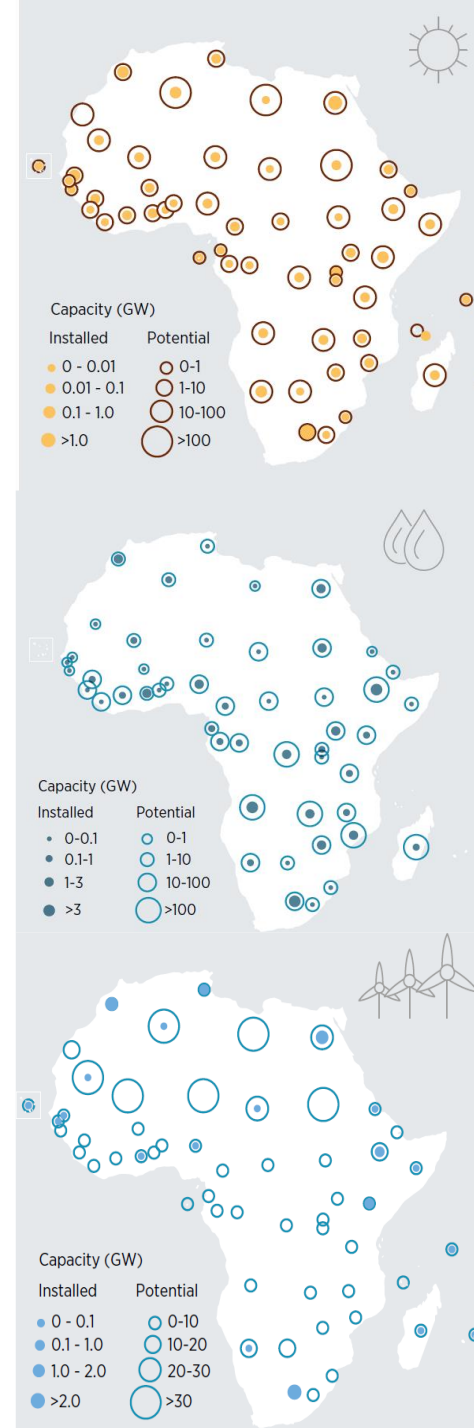 Capacity (GW)
Installed Potential
0 - 0.01 0-1
0.01 - 0.1 1-10
0.1 - 1.0 10-100
>1.0 >100
Capacity (GW)
Installed Potential
0-0.1 0-1
0.1-1 1-10
1-3 10-100
>3 >100
Capacity (GW)
Installed Potential
0 - 0.1 0-10
0.1 - 1.0 10-20
1.0 - 2.0 20-30
>2.0 >30